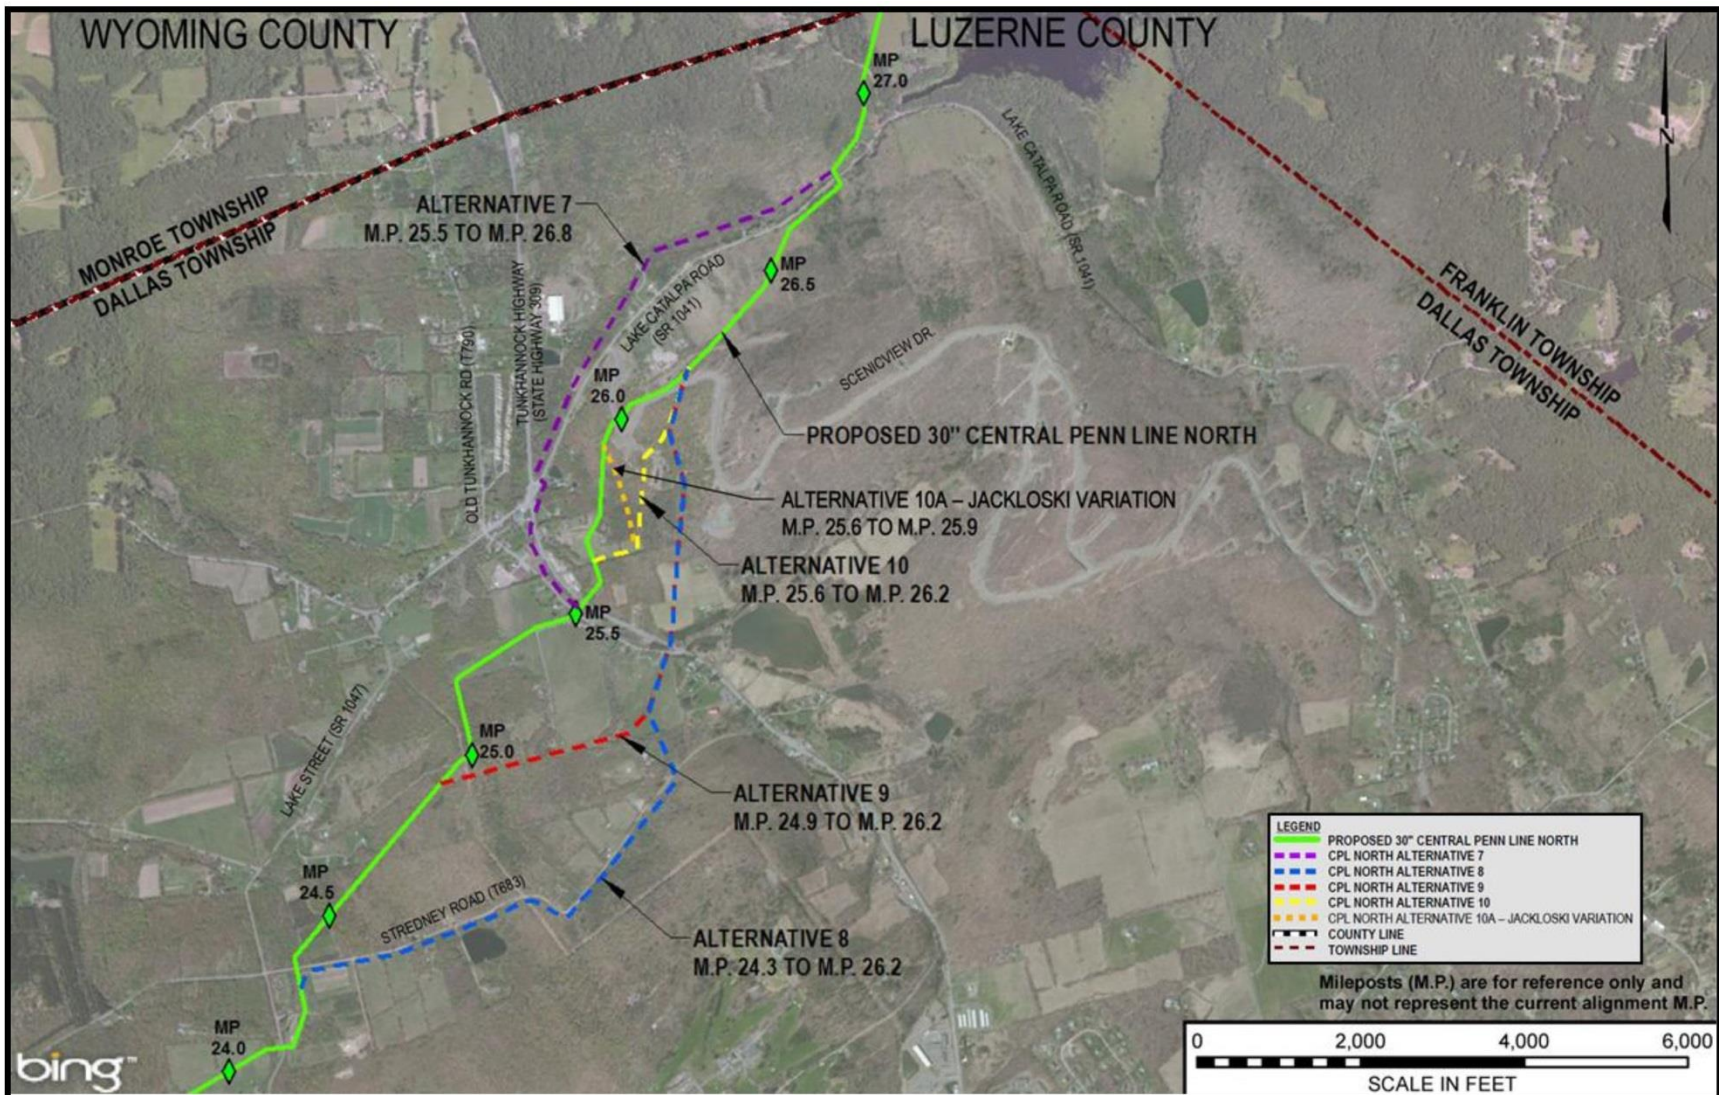 WYOMING COUNTY
LUZERNE COUNTY
MP
27.0
LAKE CATALPA ROAD (SR 1041)
N
ALTERNATIVE 7
M.P. 25.5 TO M.P. 26.8
MONROE TOWNSHIP
DALLAS TOWNSHIP
TUNKHANNOCK HIGHWAY
(STATE HIGHWAY 309)
OLD TUNKHANNOCK RD (T790)
LAKE CATALPA ROAD
(SR 1041)
MP
26.5
FRANKLIN TOWNSHIP
DALLAS TOWNSHIP
SCENICVIEW DR.
MP
26.0
PROPOSED 30" CENTRAL PENN LINE NORTH
ALTERNATIVE 10A – JACKLOSKI VARIATION
M.P. 25.6 TO M.P. 25.9
ALTERNATIVE 10
M.P. 25.6 TO M.P. 26.2
MP
25.5
LAKE STREET (SR 1047)
MP
25.0
ALTERNATIVE 9
M.P. 24.9 TO M.P. 26.2
MP
24.5
STREDNEY ROAD (T683)
ALTERNATIVE 8
M.P. 24.3 TO M.P. 26.2
MP
24.0
LEGEND
PROPOSED 30" CENTRAL PENN LINE NORTH
CPL NORTH ALTERNATIVE 7
CPL NORTH ALTERNATIVE 8
CPL NORTH ALTERNATIVE 9
CPL NORTH ALTERNATIVE 10
CPL NORTH ALTERNATIVE 10A – JACKLOSKI VARIATION
COUNTY LINE
TOWNSHIP LINE
Mileposts (M.P.) are for reference only and
may not represent the current alignment M.P.
0 2,000 4,000 6,000
SCALE IN FEET
bing™